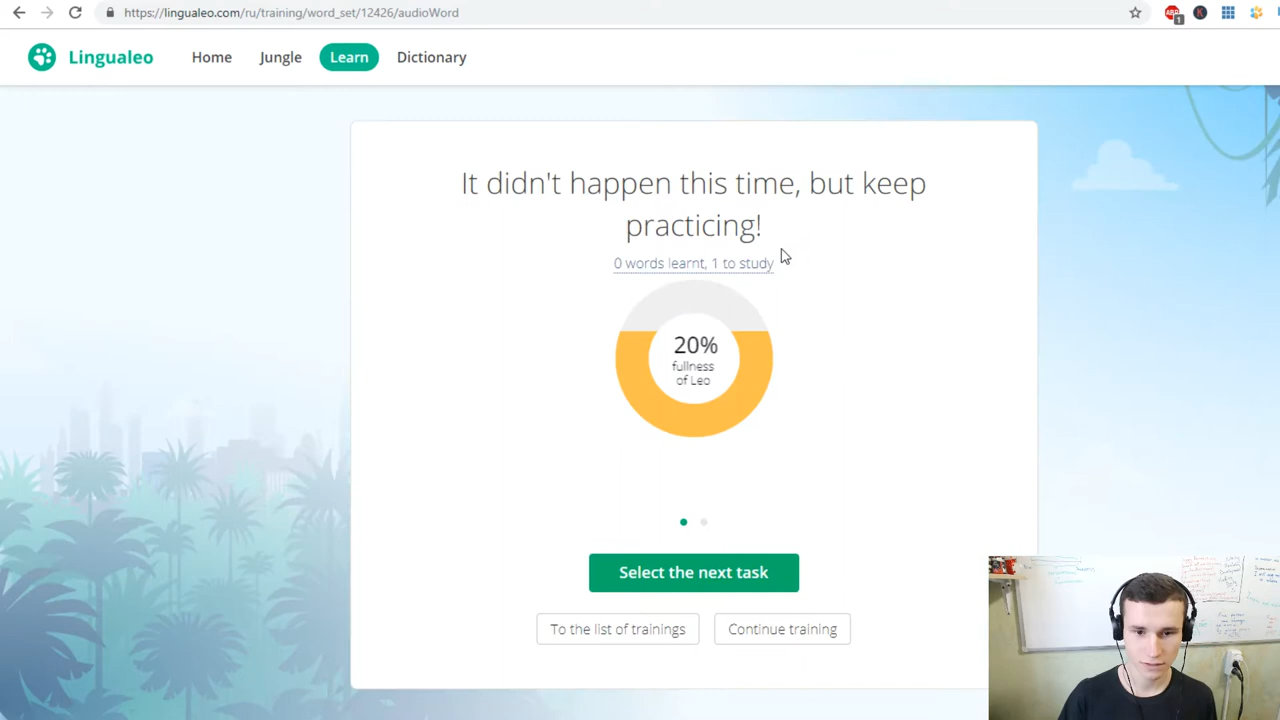 https://lingualeo.com/ru/training/word_set/12426/audioWord
ABP
1
K
Lingualeo Home Jungle Learn Dictionary
It didn't happen this time, but keep
practicing!
0 words learnt, 1 to study
20%
fullness
of Leo
Select the next task
To the list of trainings Continue training